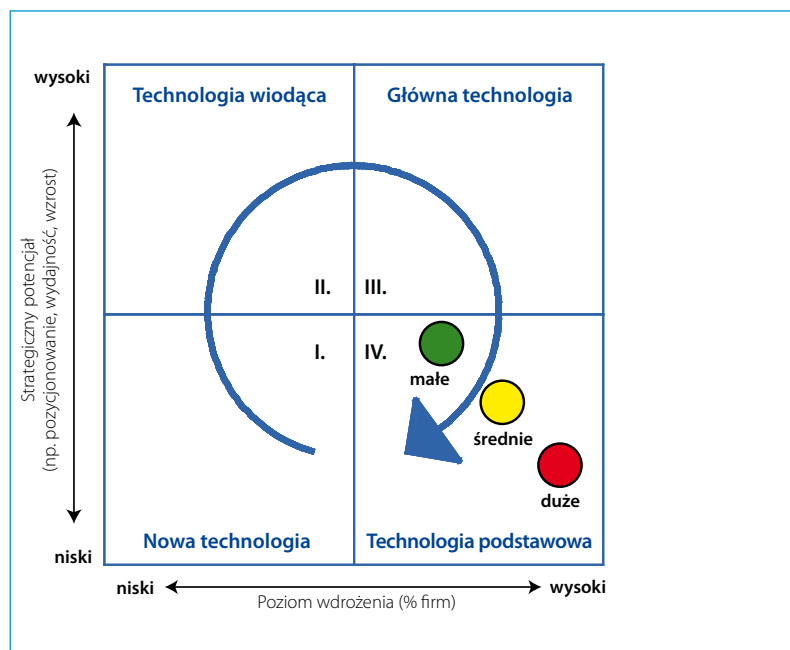 wysoki
Technologia wiodąca
Główna technologia
Strategiczny potencjał
(np. pozycjonowanie, wydajność, wzrost)
II.
III.
I.
IV.
małe
średnie
duże
Nowa technologia
Technologia podstawowa
niski
niski
wysoki
Poziom wdrożenia (% firm)